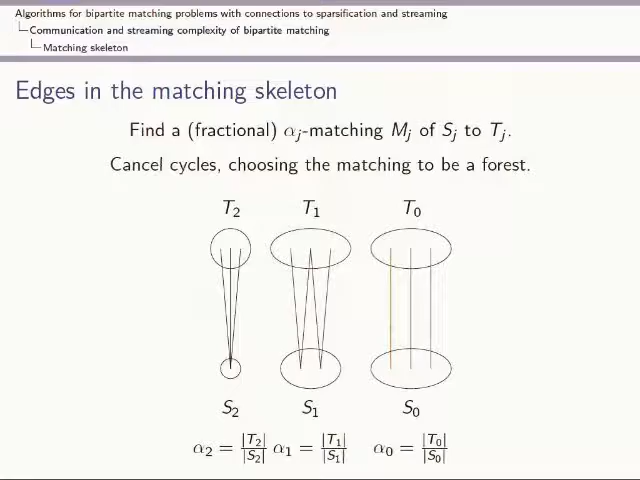 Algorithms for bipartite matching problems with connections to sparsification and streaming
Communication and streaming complexity of bipartite matching
Matching skeleton
Edges in the matching skeleton
Find a (fractional) αⱼ-matching Mⱼ of Sⱼ to Tⱼ.
Cancel cycles, choosing the matching to be a forest.
T₂ T₁ T₀
S₂ S₁ S₀
α₂ = |T₂|/|S₂| α₁ = |T₁|/|S₁| α₀ = |T₀|/|S₀|